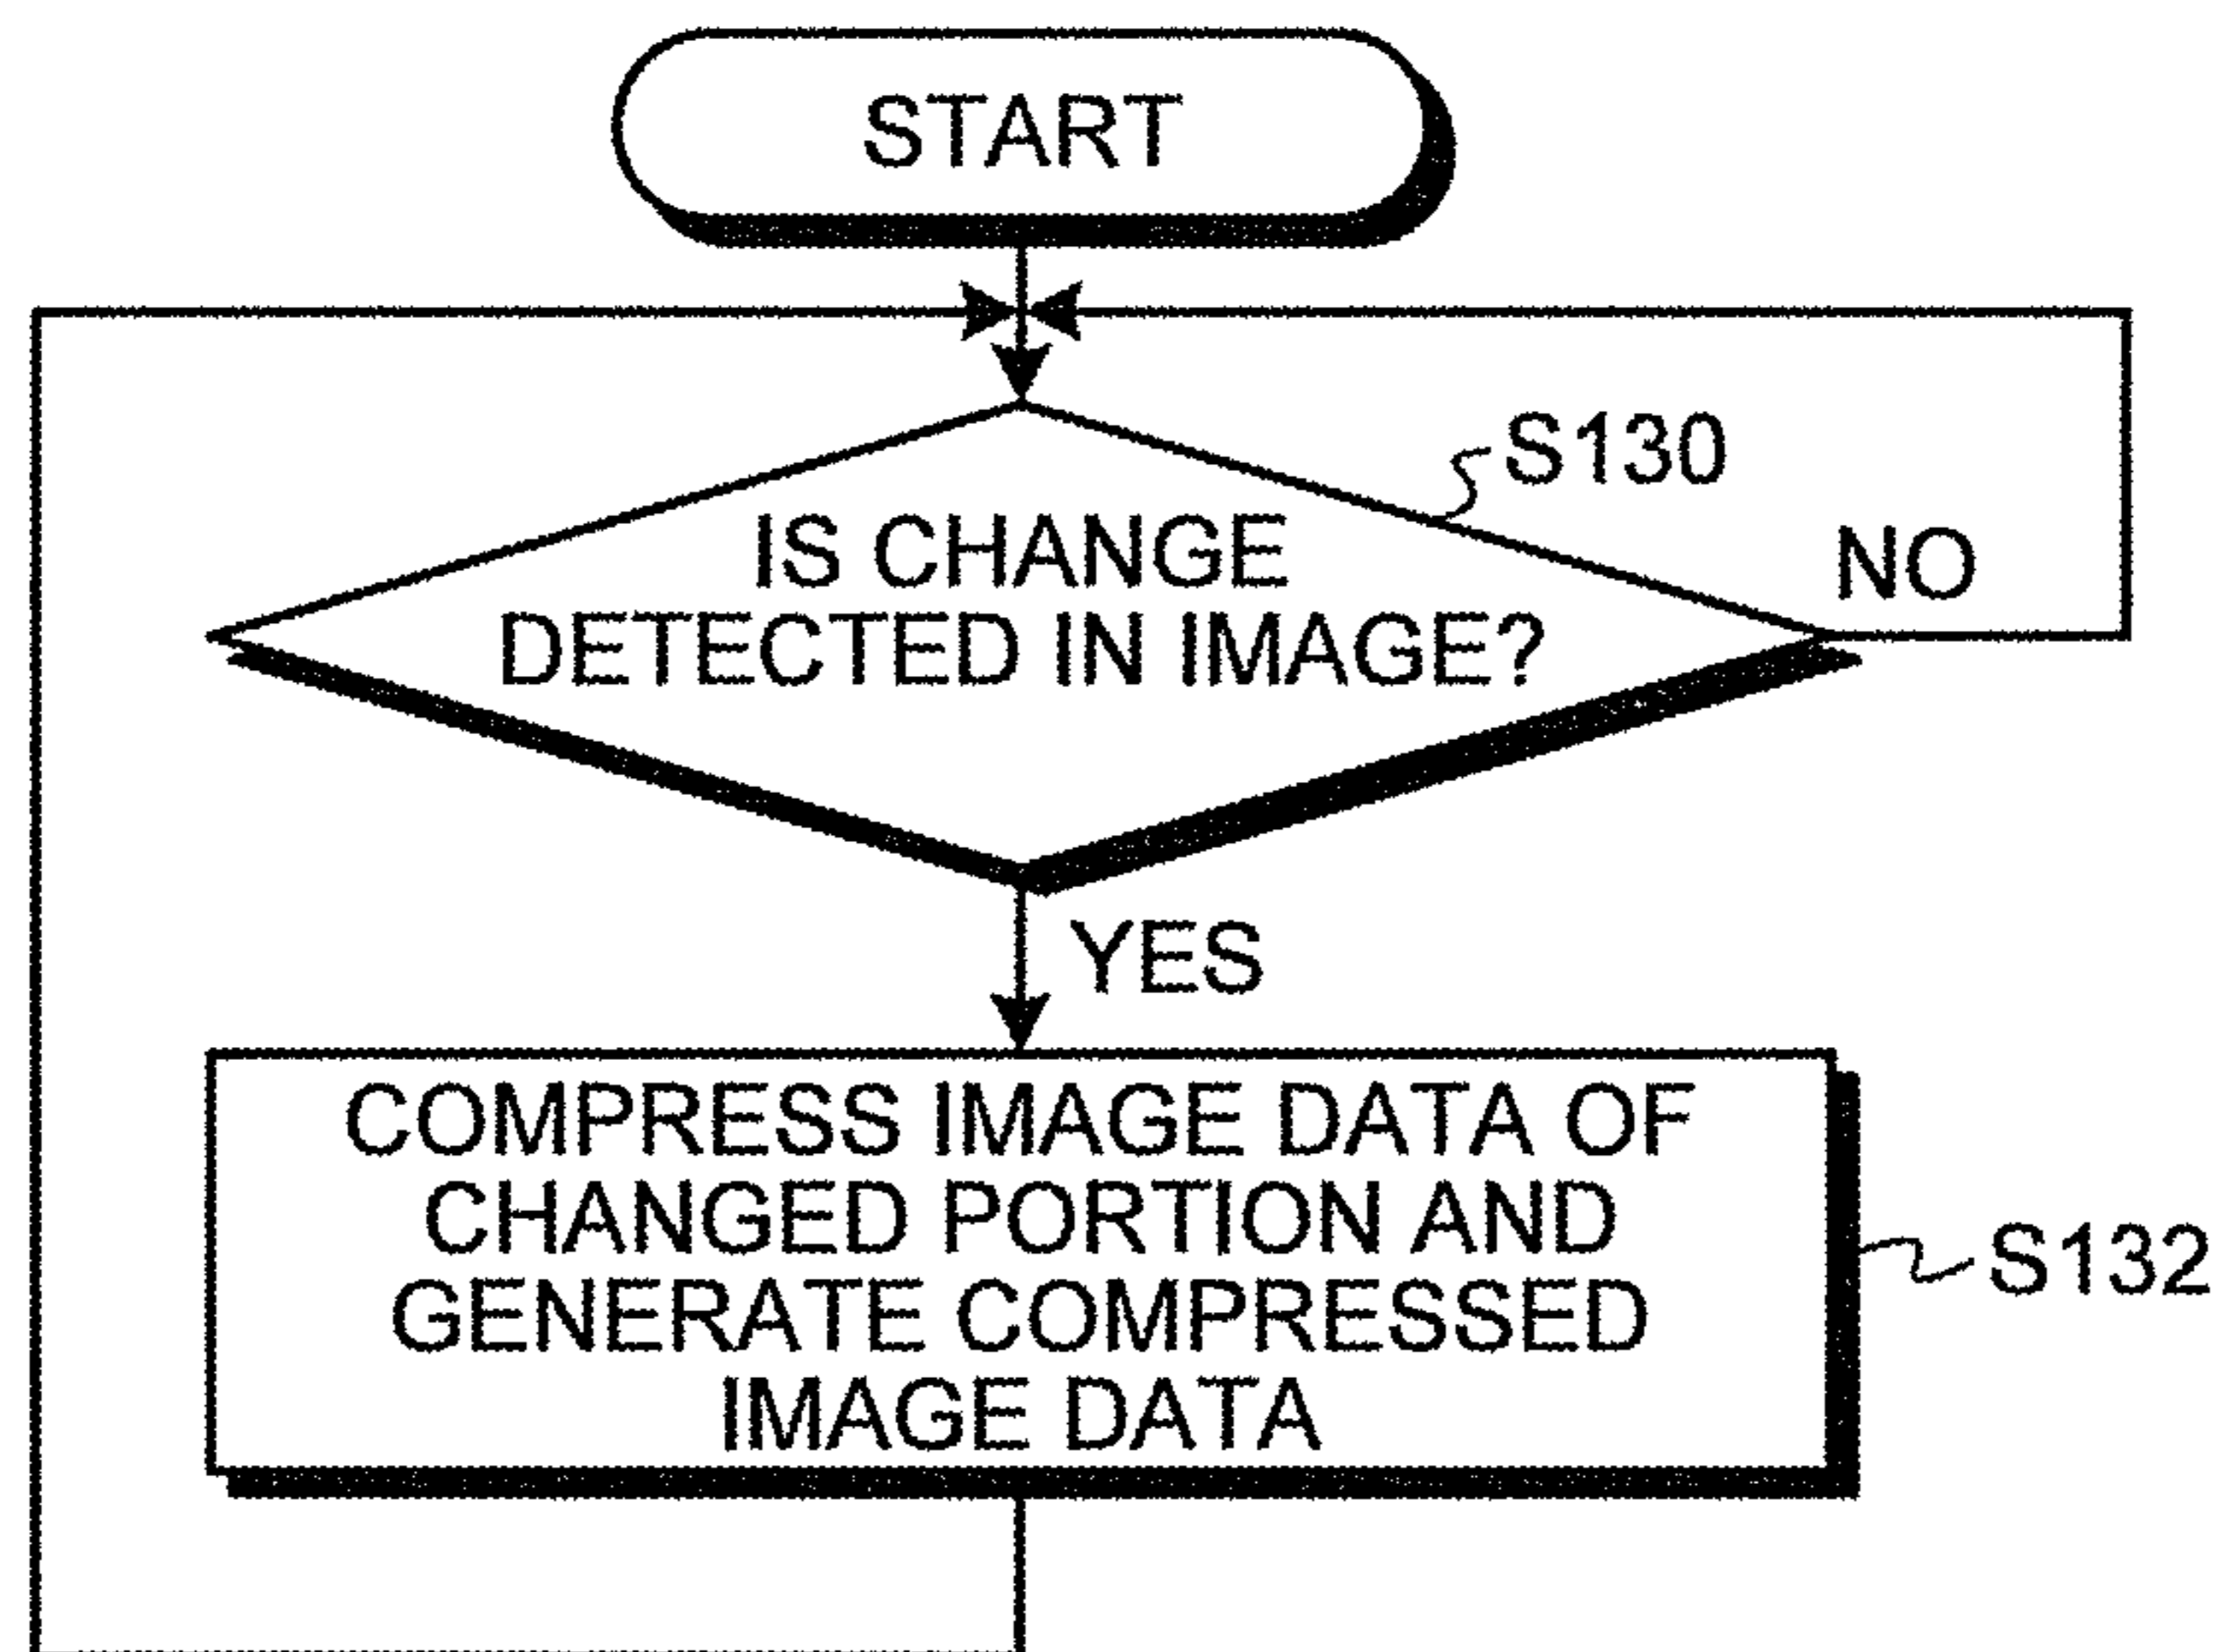 START
S130
IS CHANGE
DETECTED IN IMAGE?
NO
YES
COMPRESS IMAGE DATA OF
CHANGED PORTION AND
GENERATE COMPRESSED
IMAGE DATA
S132